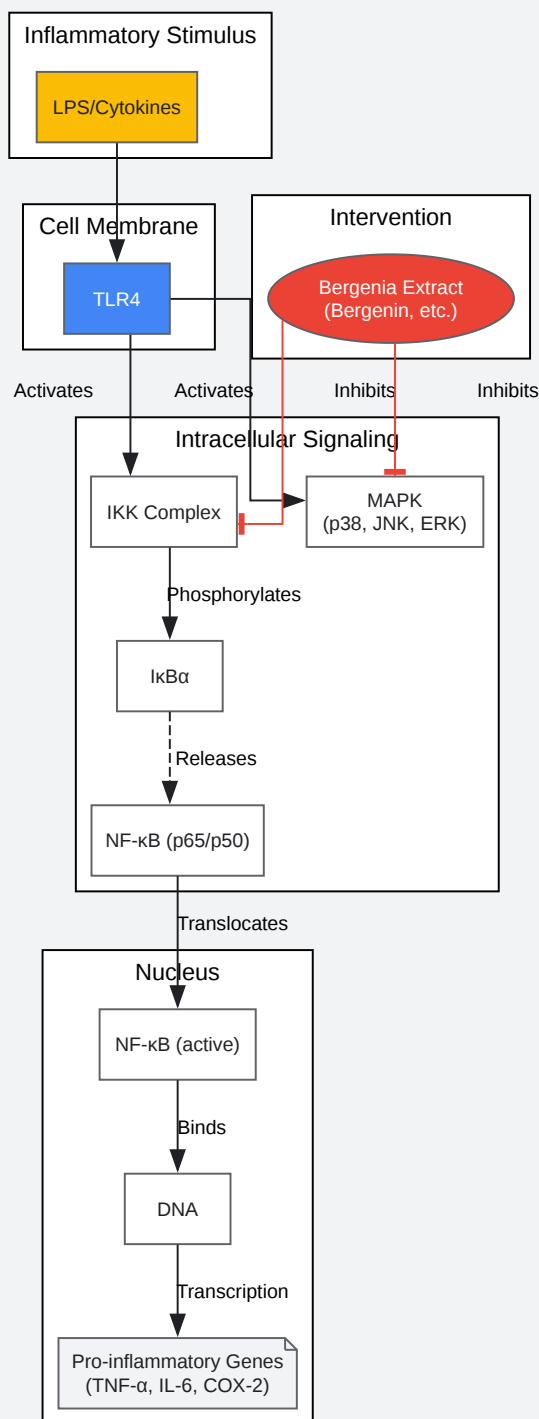 Inflammatory Stimulus
LPS/Cytokines
Cell Membrane
Intervention
TLR4
Bergenia Extract
(Bergenin, etc.)
Activates
Activates
Inhibits
Inhibits
Intracellular Signaling
IKK Complex
MAPK
(p38, JNK, ERK)
Phosphorylates
IκBα
Releases
NF-κB (p65/p50)
Translocates
Nucleus
NF-κB (active)
Binds
DNA
Transcription
Pro-inflammatory Genes
(TNF-α, IL-6, COX-2)